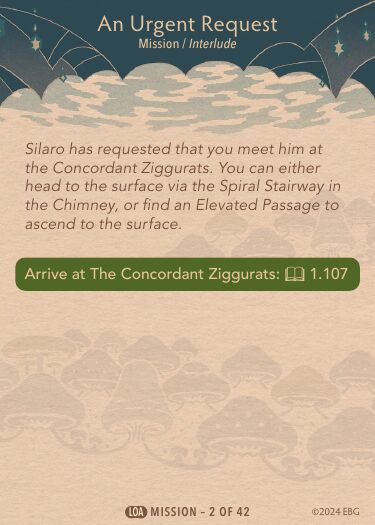 An Urgent Request
Mission / Interlude
Silaro has requested that you meet him at
the Concordant Ziggurats. You can either
head to the surface via the Spiral Stairway in
the Chimney, or find an Elevated Passage to
ascend to the surface.
Arrive at The Concordant Ziggurats: 1.107
LOA MISSION – 2 OF 42
©2024 EBG